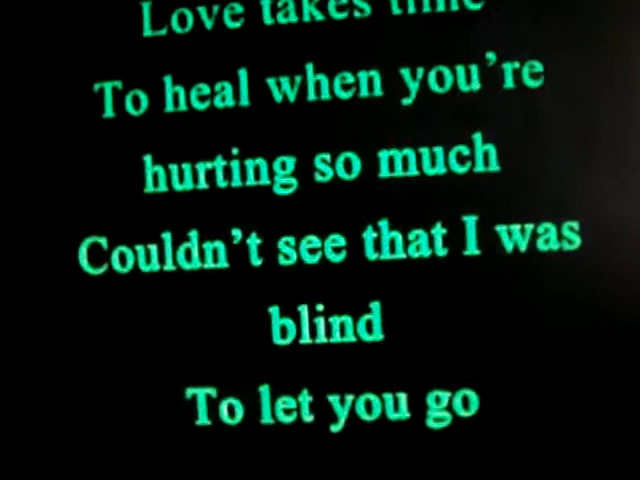 Love takes time
To heal when you're
hurting so much
Couldn't see that I was
blind
To let you go